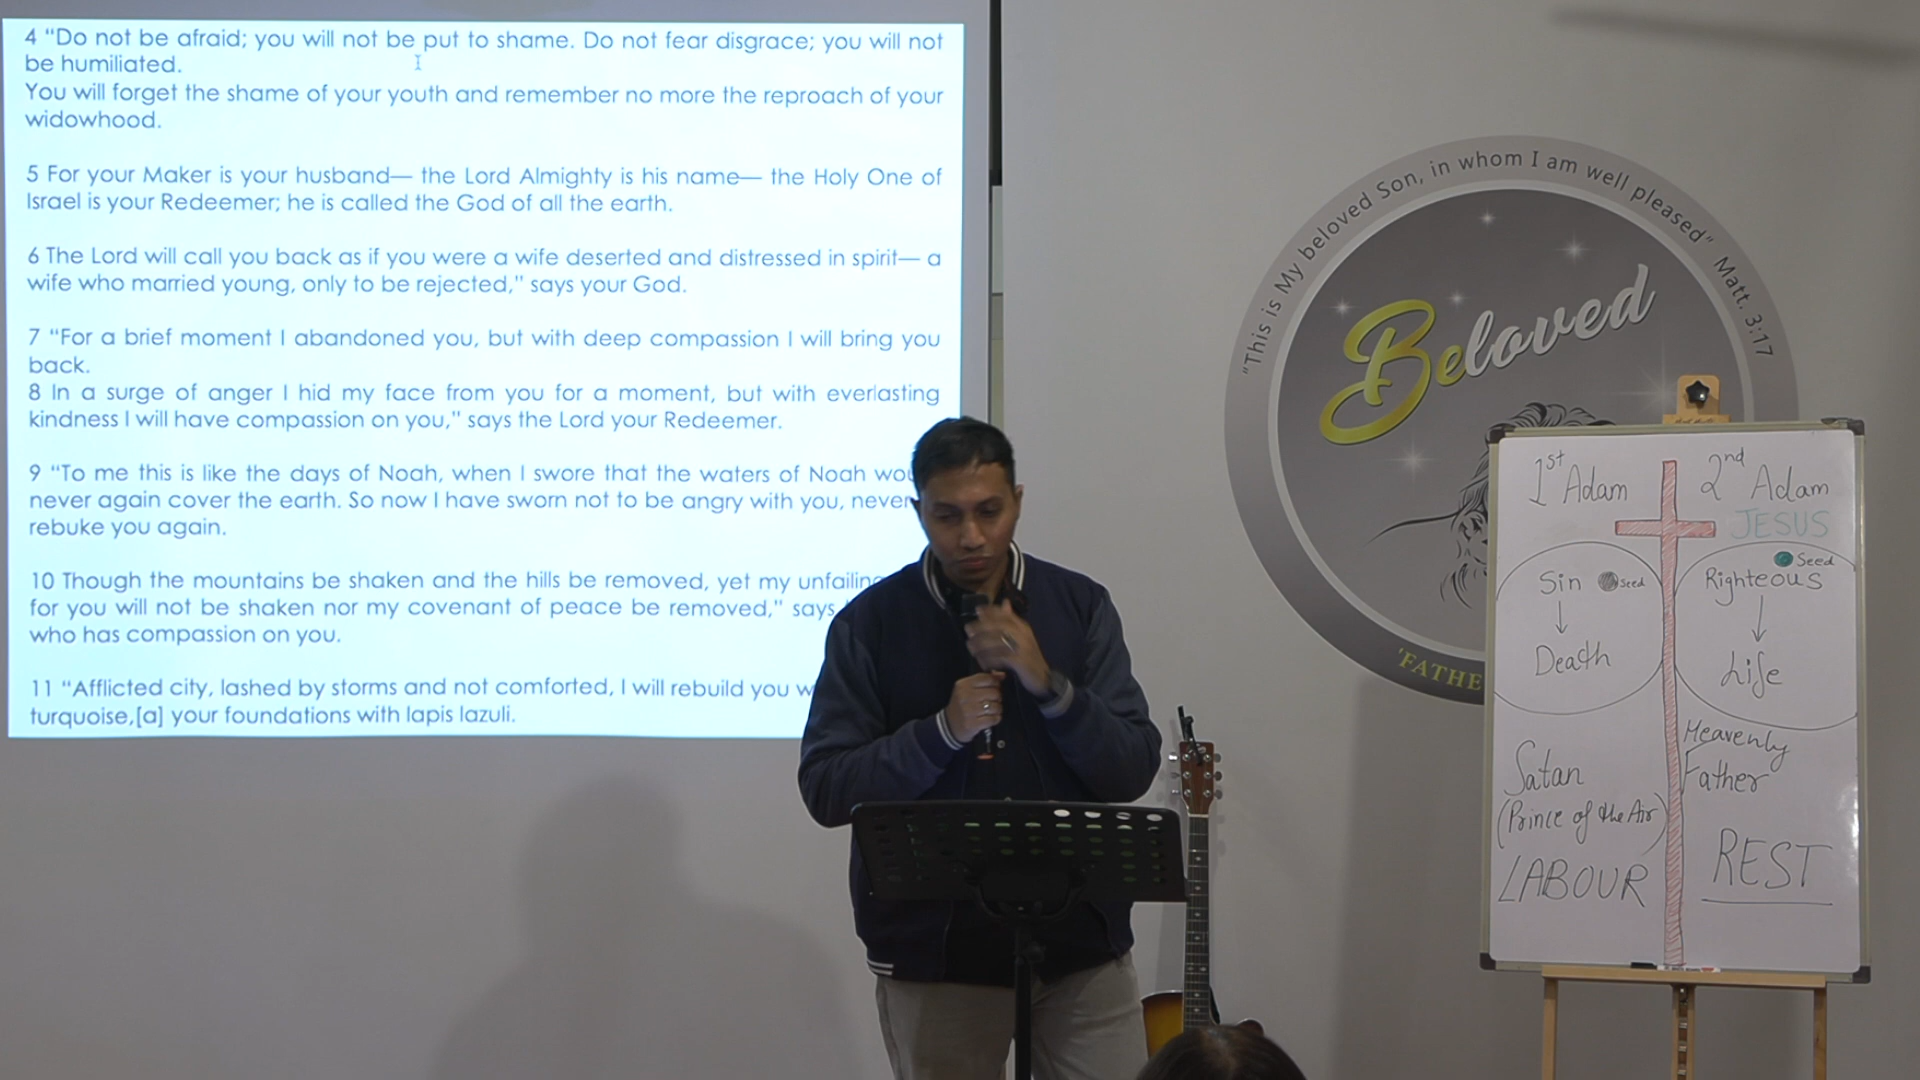 4 “Do not be afraid; you will not be put to shame. Do not fear disgrace; you will not
be humiliated.
You will forget the shame of your youth and remember no more the reproach of your
widowhood.
5 For your Maker is your husband— the Lord Almighty is his name— the Holy One of
Israel is your Redeemer; he is called the God of all the earth.
6 The Lord will call you back as if you were a wife deserted and distressed in spirit— a
wife who married young, only to be rejected,” says your God.
7 “For a brief moment I abandoned you, but with deep compassion I will bring you
back.
8 In a surge of anger I hid my face from you for a moment, but with everlasting
kindness I will have compassion on you,” says the Lord your Redeemer.
9 “To me this is like the days of Noah, when I swore that the waters of Noah
never again cover the earth. So now I have sworn not to be angry with you, never
rebuke you again.
10 Though the mountains be shaken and the hills be removed, yet my
for you will not be shaken nor my covenant of peace be removed,” says
who has compassion on you.
11 “Afflicted city, lashed by storms and not comforted, I will rebuild you
turquoise,[a] your foundations with lapis lazuli.
“This is My beloved Son, in whom I am well pleased” Matt. 3:17
Beloved
‘FATHE
1st Adam
2nd Adam
JESUS
Sin Seed
Death
Seed
Righteous
Life
Satan
(Prince of the Air)
LABOUR
Heavenly
Father
REST